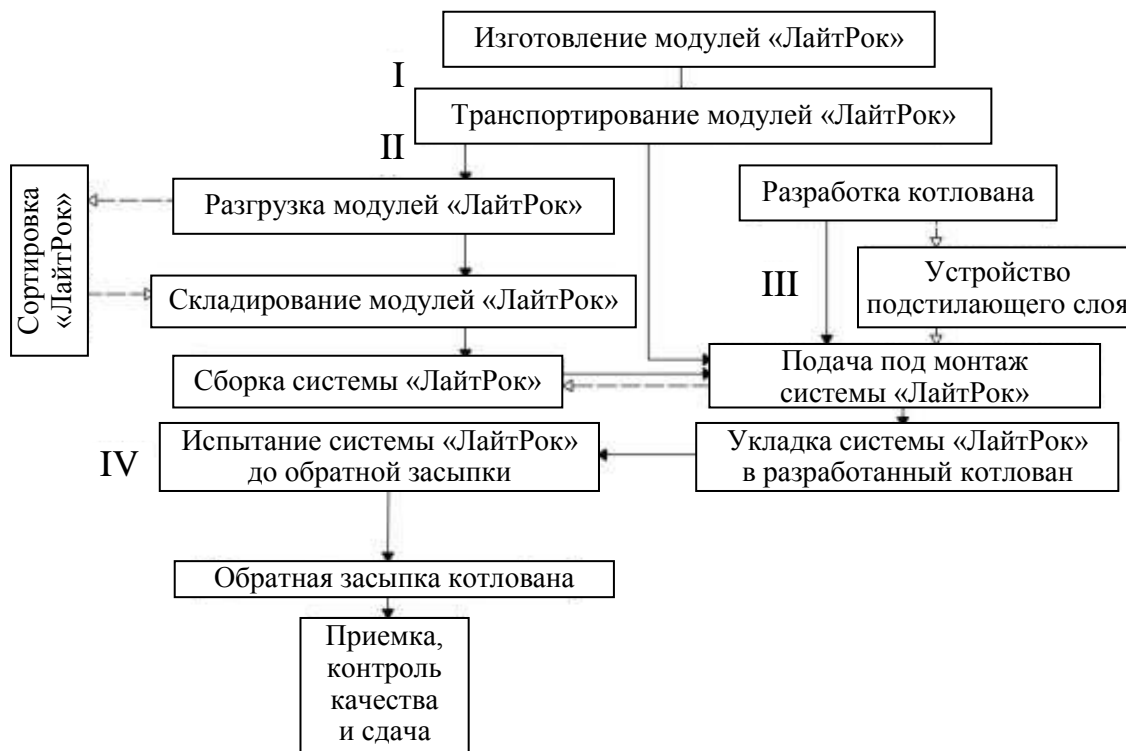 Изготовление модулей «ЛайтРок»
I
Транспортирование модулей «ЛайтРок»
II
Сортировка
«ЛайтРок»
Разгрузка модулей «ЛайтРок»
Разработка котлована
III
Устройство
подстилающего слоя
Складирование модулей «ЛайтРок»
Сборка системы «ЛайтРок»
Подача под монтаж
системы «ЛайтРок»
IV
Испытание системы «ЛайтРок»
до обратной засыпки
Укладка системы «ЛайтРок»
в разработанный котлован
Обратная засыпка котлована
Приемка,
контроль
качества
и сдача